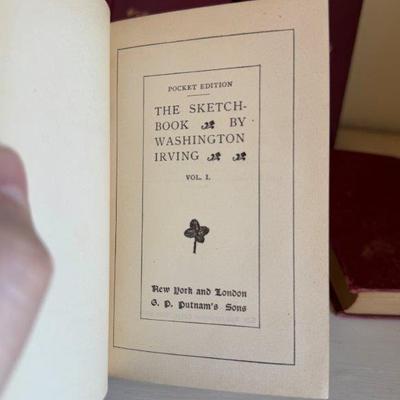 POCKET EDITION
THE SKETCH-
BOOK BY
WASHINGTON
IRVING
VOL. I.
New York and London
G. P. Putnam's Sons